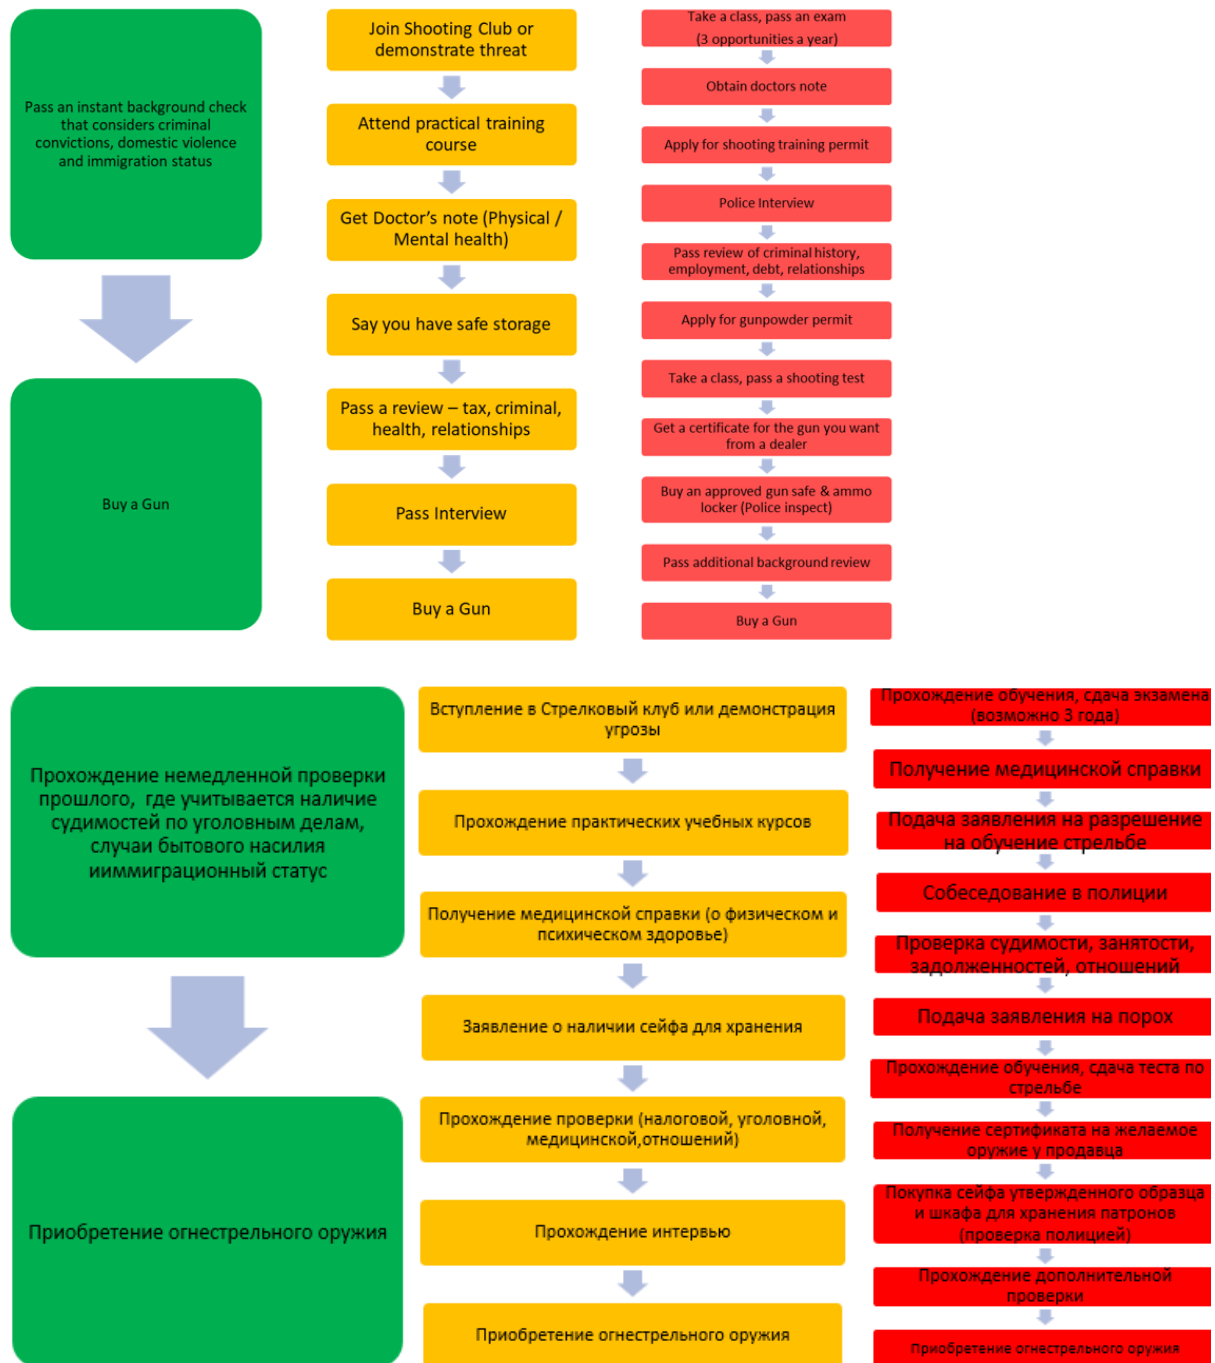 Pass an instant background check
that considers criminal
convictions, domestic violence
and immigration status
Buy a Gun
Join Shooting Club or
demonstrate threat
Attend practical training
course
Get Doctor's note (Physical /
Mental health)
Say you have safe storage
Pass a review – tax, criminal,
health, relationships
Pass Interview
Buy a Gun
Take a class, pass an exam
(3 opportunities a year)
Obtain doctors note
Apply for shooting training permit
Police Interview
Pass review of criminal history,
employment, debt, relationships
Apply for gunpowder permit
Take a class, pass a shooting test
Get a certificate for the gun you want
from a dealer
Buy an approved gun safe & ammo
locker (Police inspect)
Pass additional background review
Buy a Gun
Прохождение немедленной проверки
прошлого, где учитывается наличие
судимостей по уголовным делам,
случаи бытового насилия
ииммиграционный статус
Приобретение огнестрельного оружия
Вступление в Стрелковый клуб или демонстрация
угрозы
Прохождение практических учебных курсов
Получение медицинской справки (о физическом и
психическом здоровье)
Заявление о наличии сейфа для хранения
Прохождение проверки (налоговой, уголовной,
медицинской,отношений)
Прохождение интервью
Приобретение огнестрельного оружия
Прохождение обучения, сдача экзамена
(возможно 3 года)
Получение медицинской справки
Подача заявления на разрешение
на обучение стрельбе
Собеседование в полиции
Проверка судимости, занятости,
задолженностей, отношений
Подача заявления на порох
Прохождение обучения, сдача теста по
стрельбе
Получение сертификата на желаемое
оружие у продавца
Покупка сейфа утвержденного образца
и шкафа для хранения патронов
(проверка полицией)
Прохождение дополнительной
проверки
Приобретение огнестрельного оружия